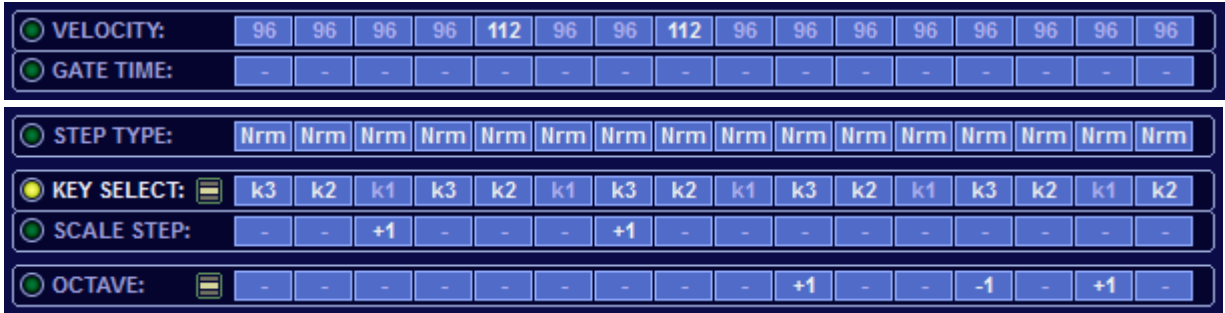 VELOCITY: 96 96 96 96 112 96 96 112 96 96 96 96 96 96 96 96
GATE TIME: - - - - - - - - - - - - - - - -
STEP TYPE: Nrm Nrm Nrm Nrm Nrm Nrm Nrm Nrm Nrm Nrm Nrm Nrm Nrm Nrm Nrm Nrm
KEY SELECT: k3 k2 k1 k3 k2 k1 k3 k2 k1 k3 k2 k1 k3 k2 k1 k2
SCALE STEP: - - +1 - - - +1 - - - - - - - - -
OCTAVE: - - - - - - - - - +1 - - -1 - +1 -